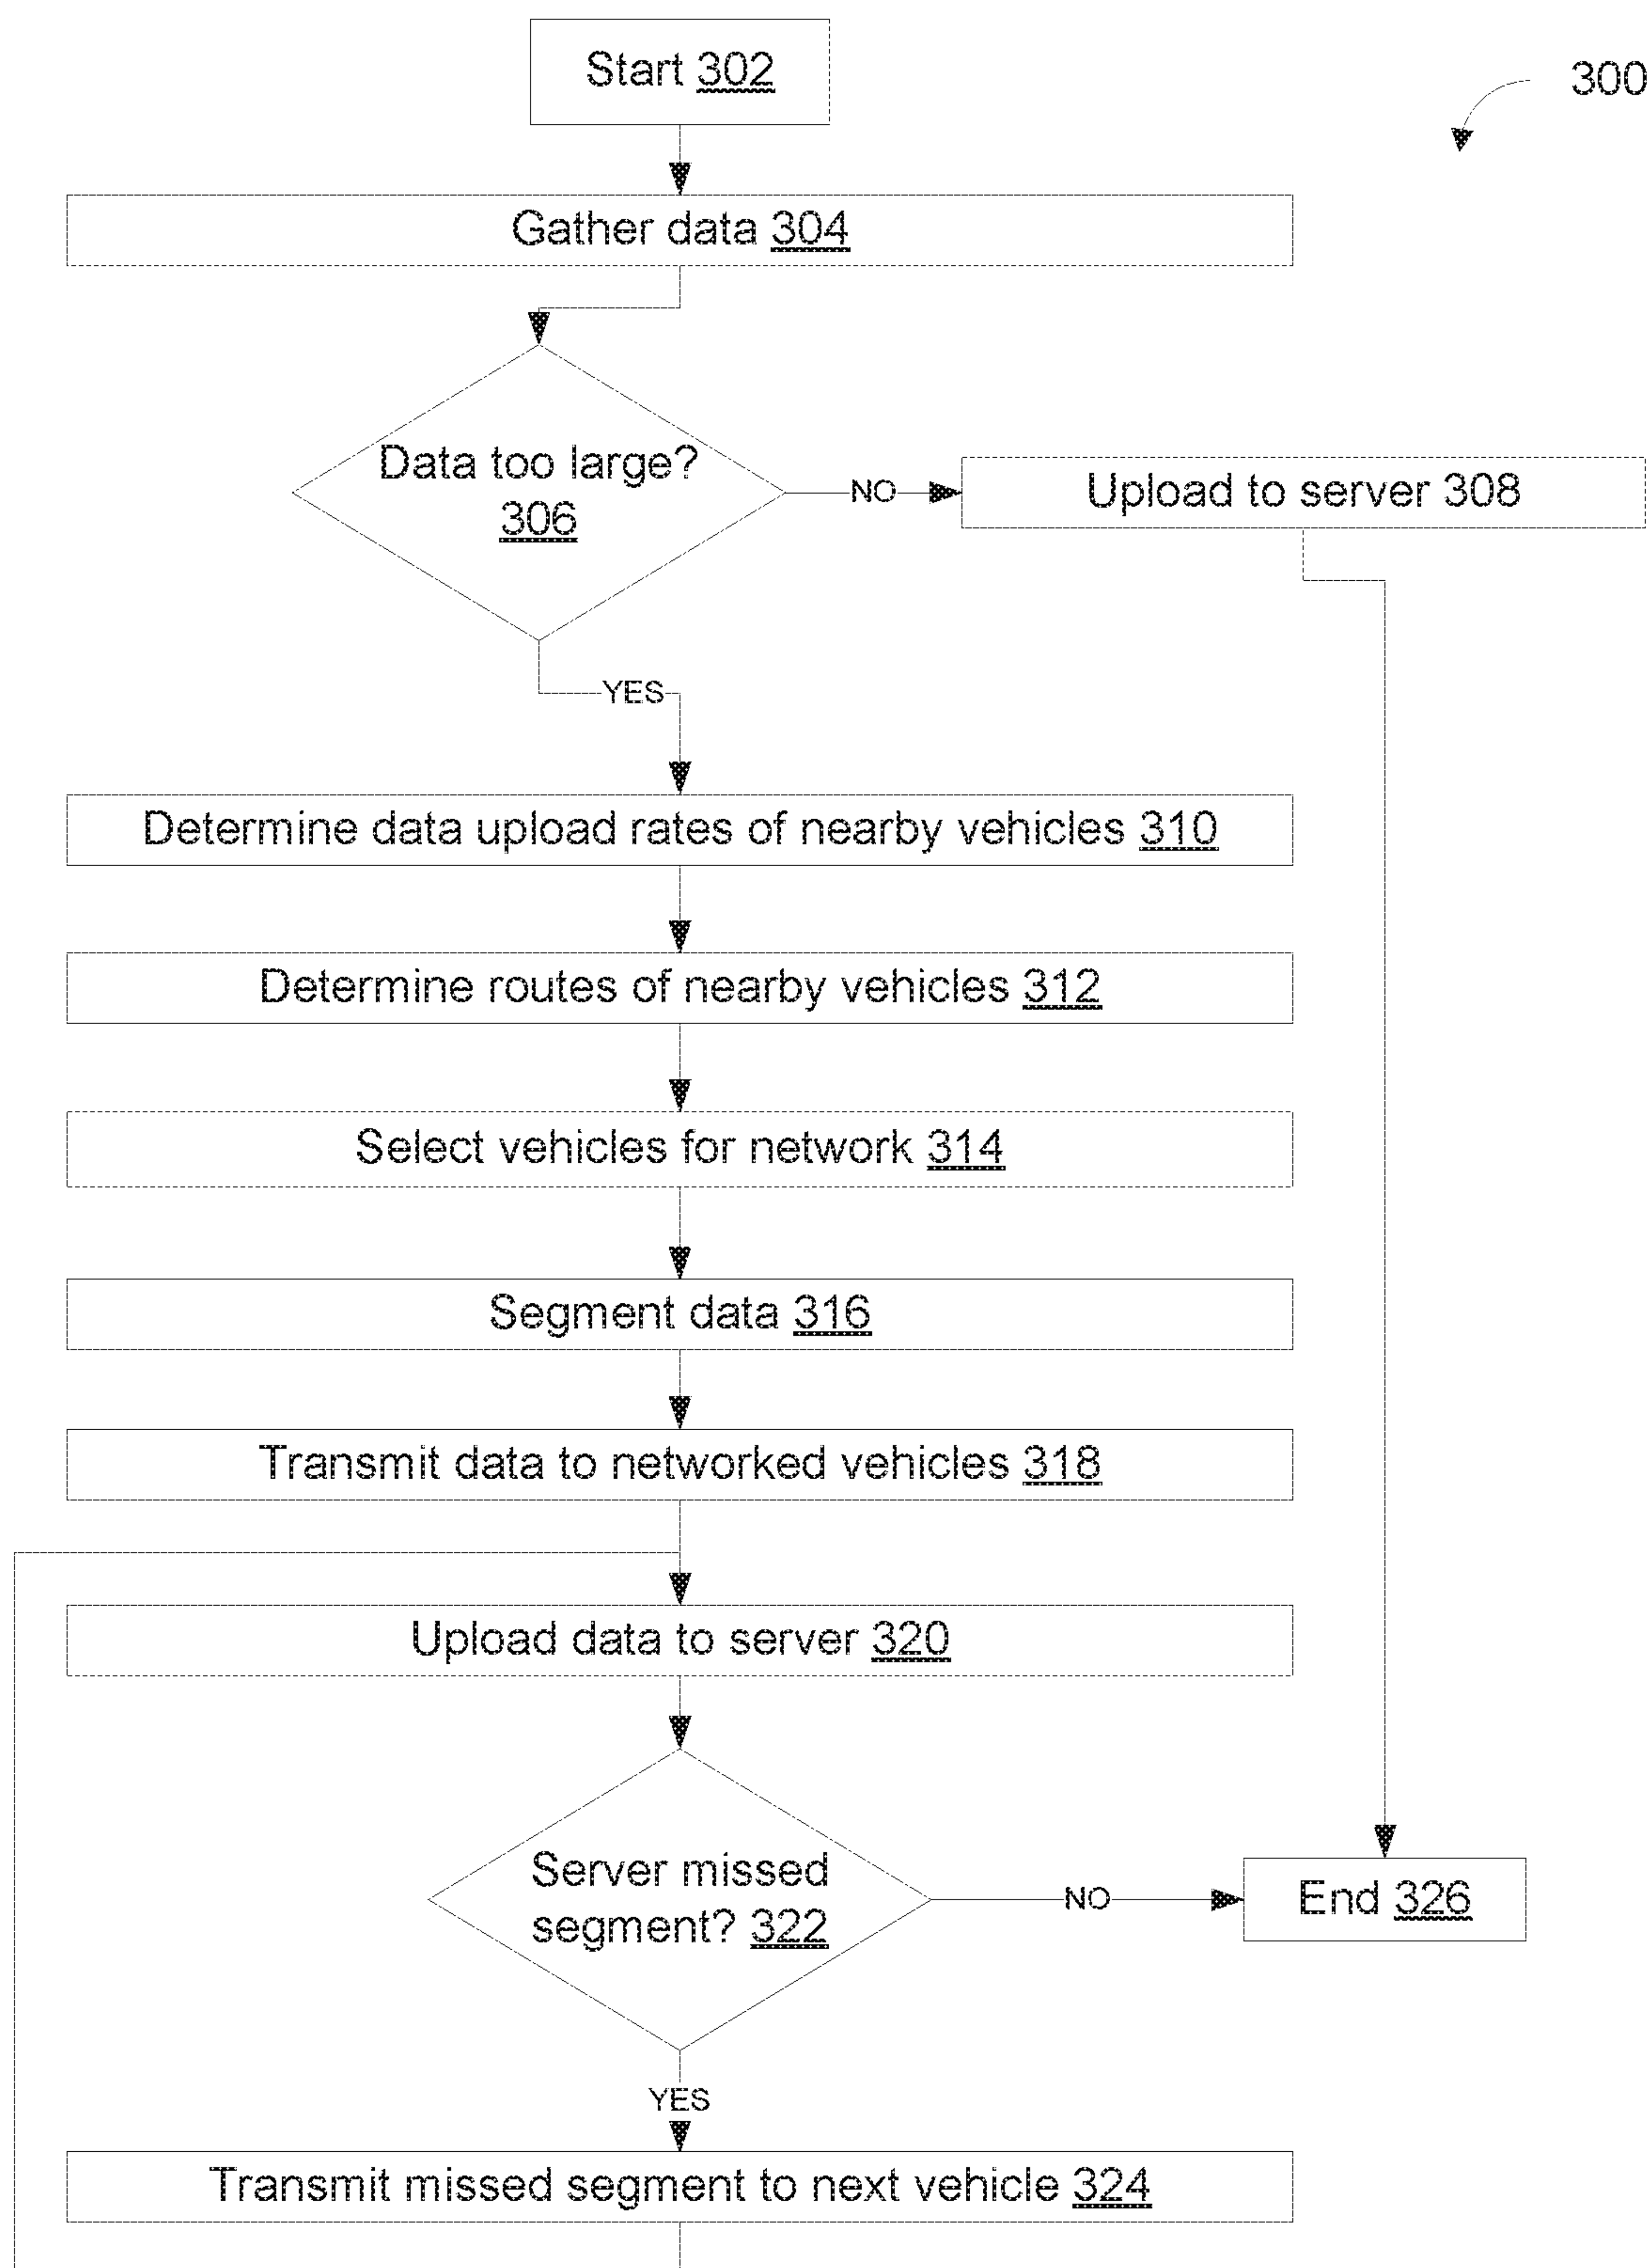 Start 302
300
Gather data 304
Data too large?
306
NO
Upload to server 308
YES
Determine data upload rates of nearby vehicles 310
Determine routes of nearby vehicles 312
Select vehicles for network 314
Segment data 316
Transmit data to networked vehicles 318
Upload data to server 320
Server missed
segment? 322
NO
End 326
YES
Transmit missed segment to next vehicle 324